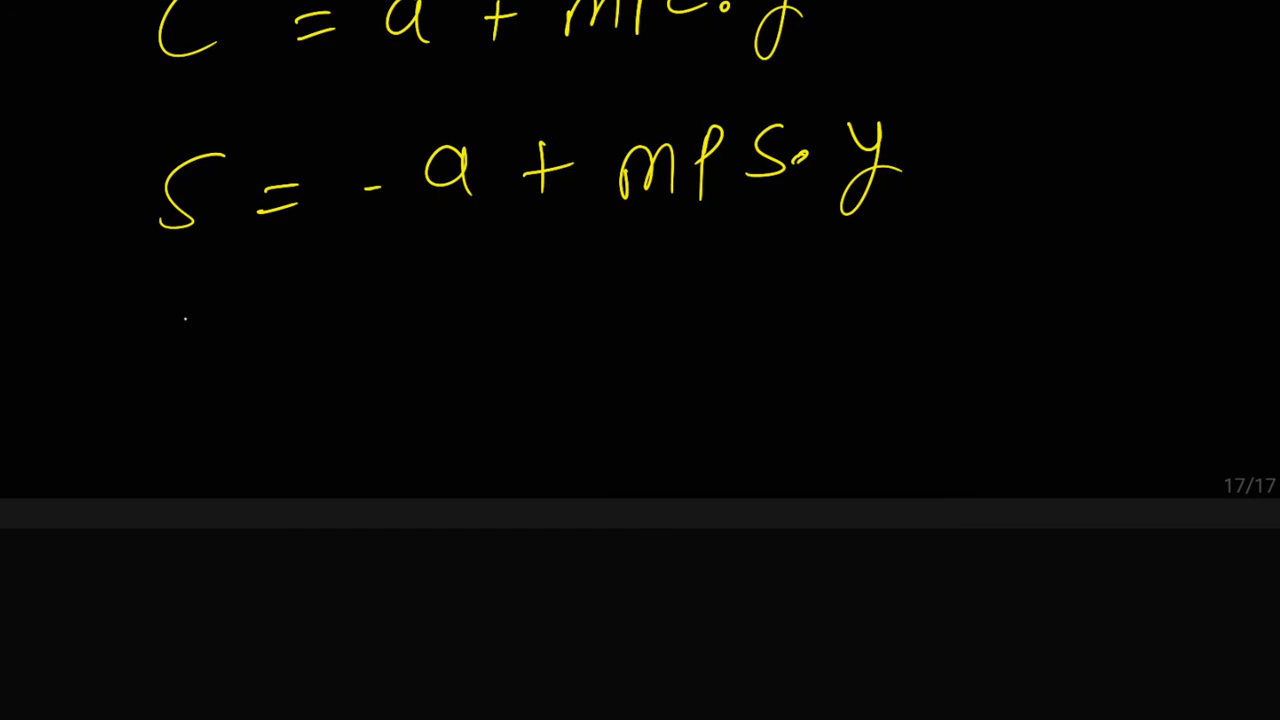 C = a + mpc. y
S = - a + mps. y
17/17